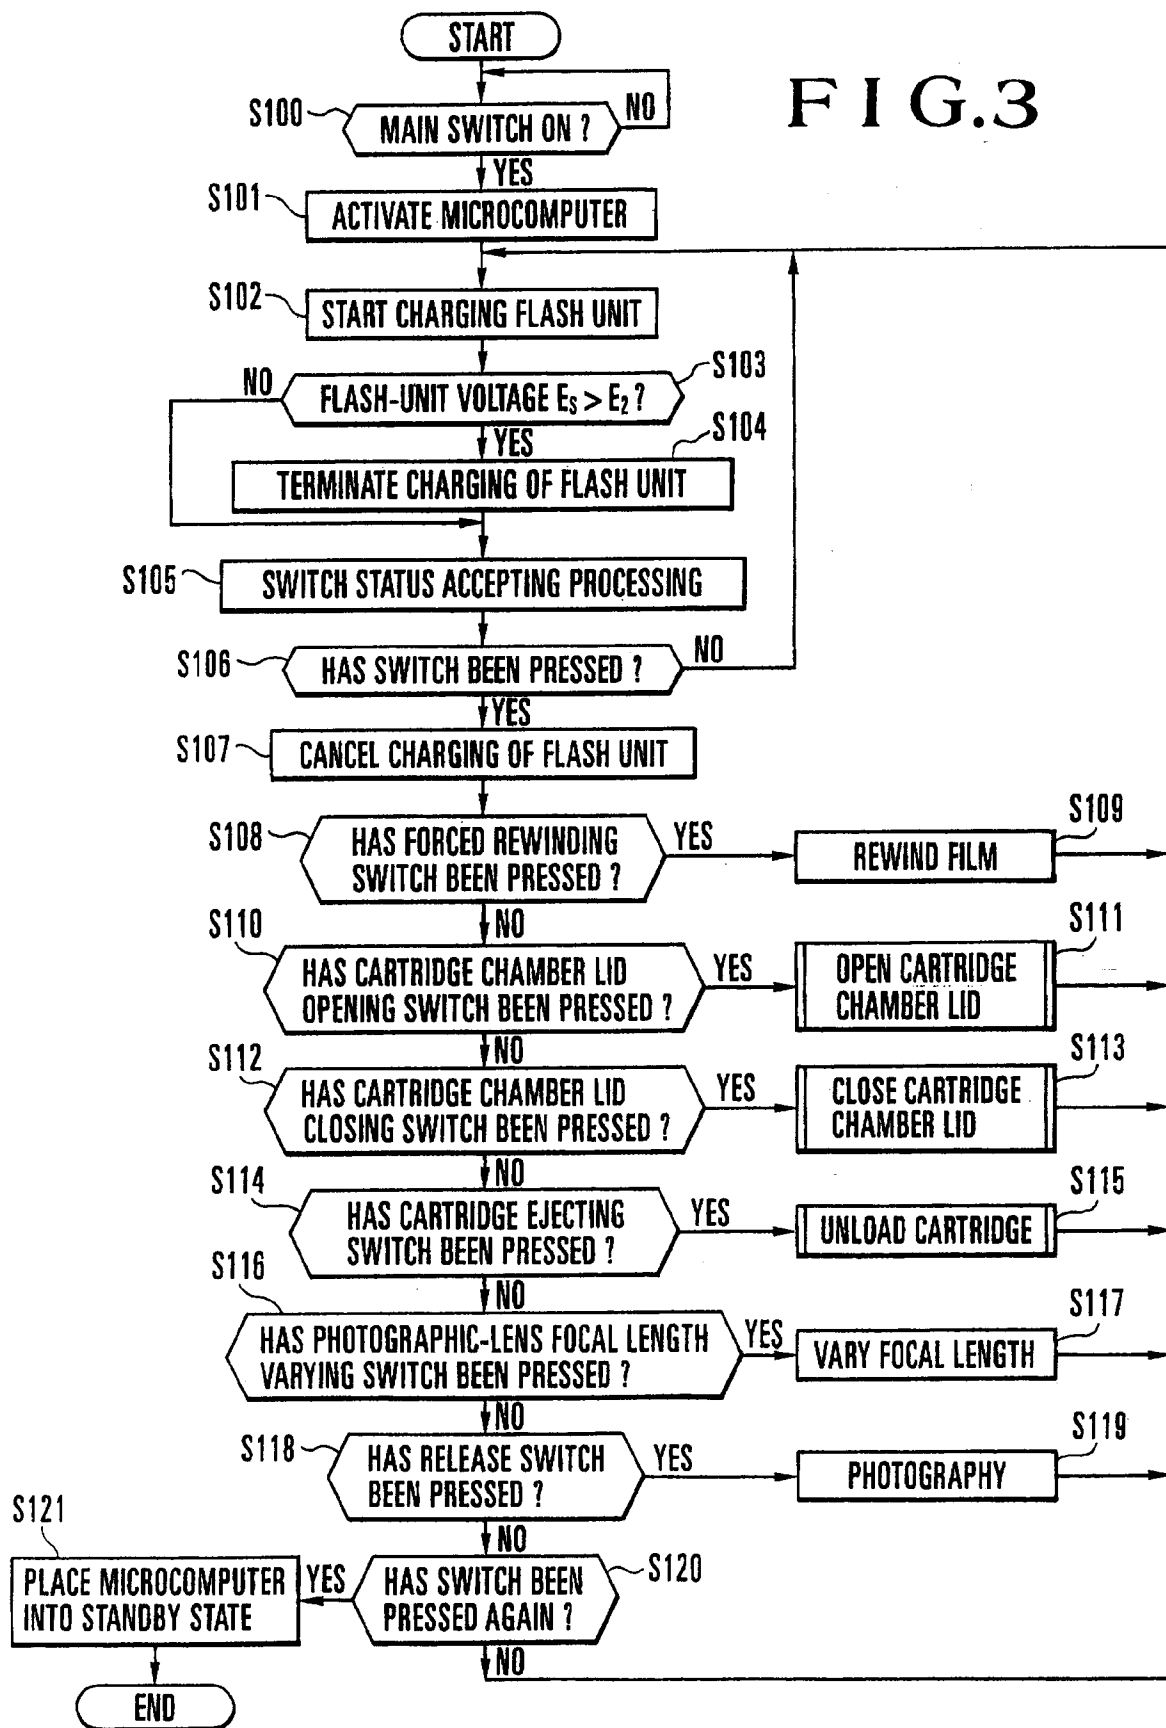 START
FIG.3
S100
MAIN SWITCH ON ?
NO
YES
S101
ACTIVATE MICROCOMPUTER
S102
START CHARGING FLASH UNIT
S103
NO
FLASH-UNIT VOLTAGE ES > E2 ?
YES
S104
TERMINATE CHARGING OF FLASH UNIT
S105
SWITCH STATUS ACCEPTING PROCESSING
S106
HAS SWITCH BEEN PRESSED ?
NO
YES
S107
CANCEL CHARGING OF FLASH UNIT
S108
HAS FORCED REWINDING
SWITCH BEEN PRESSED ?
YES
S109
REWIND FILM
NO
S110
HAS CARTRIDGE CHAMBER LID
OPENING SWITCH BEEN PRESSED ?
YES
S111
OPEN CARTRIDGE
CHAMBER LID
NO
S112
HAS CARTRIDGE CHAMBER LID
CLOSING SWITCH BEEN PRESSED ?
YES
S113
CLOSE CARTRIDGE
CHAMBER LID
NO
S114
HAS CARTRIDGE EJECTING
SWITCH BEEN PRESSED ?
YES
S115
UNLOAD CARTRIDGE
NO
S116
HAS PHOTOGRAPHIC-LENS FOCAL LENGTH
VARYING SWITCH BEEN PRESSED ?
YES
S117
VARY FOCAL LENGTH
NO
S118
HAS RELEASE SWITCH
BEEN PRESSED ?
YES
S119
PHOTOGRAPHY
NO
S120
HAS SWITCH BEEN
PRESSED AGAIN ?
YES
S121
PLACE MICROCOMPUTER
INTO STANDBY STATE
NO
END